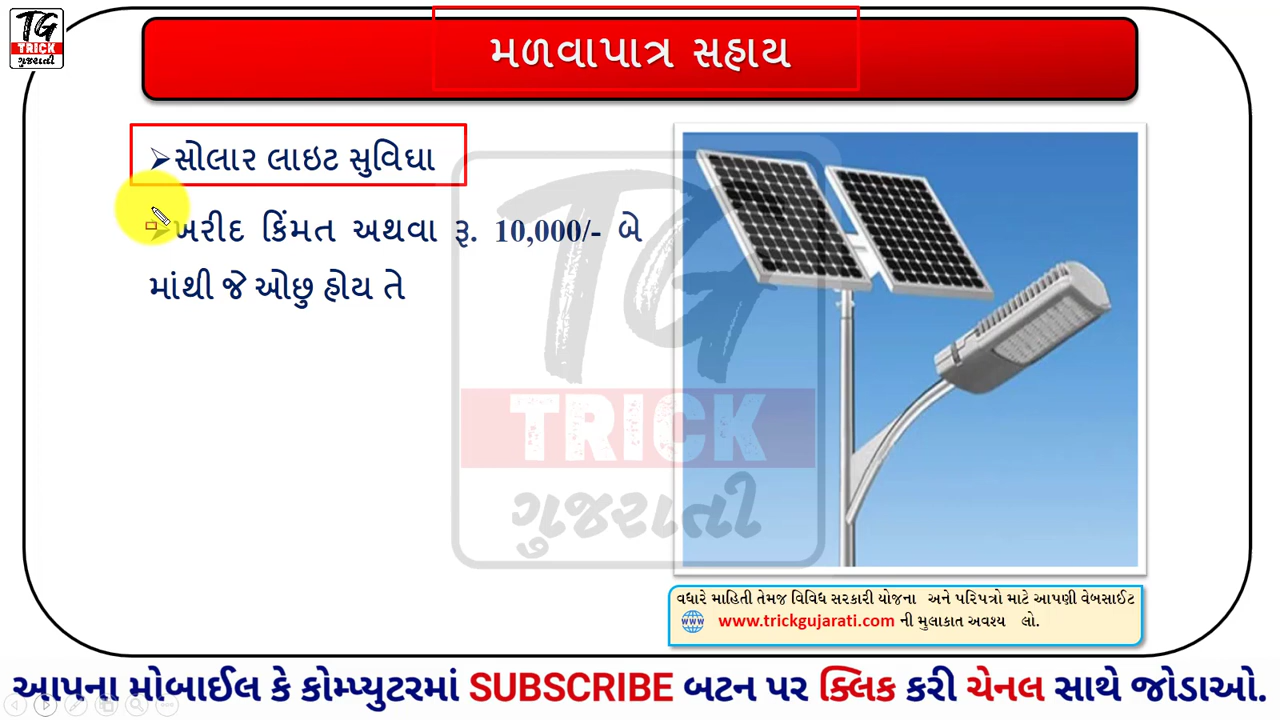 TG
TRICK
ગુજરાતી
મળવાપાત્ર સહાય
➢સોલાર લાઇટ સુવિધા
➢ખરીદ કિંમત અથવા રૂ. 10,000/- બે
માંથી જે ઓછુ હોય તે
TG
TRICK
ગુજરાતી
વધારે માહિતી તેમજ વિવિધ સરકારી યોજના અને પરિપત્રો માટે આપણી વેબસાઈટ
www.trickgujarati.com ની મુલાકાત અવશ્ય લો.
આપના મોબાઈલ કે કોમ્પ્યુટરમાં SUBSCRIBE બટન પર ક્લિક કરી ચેનલ સાથે જોડાઓ.